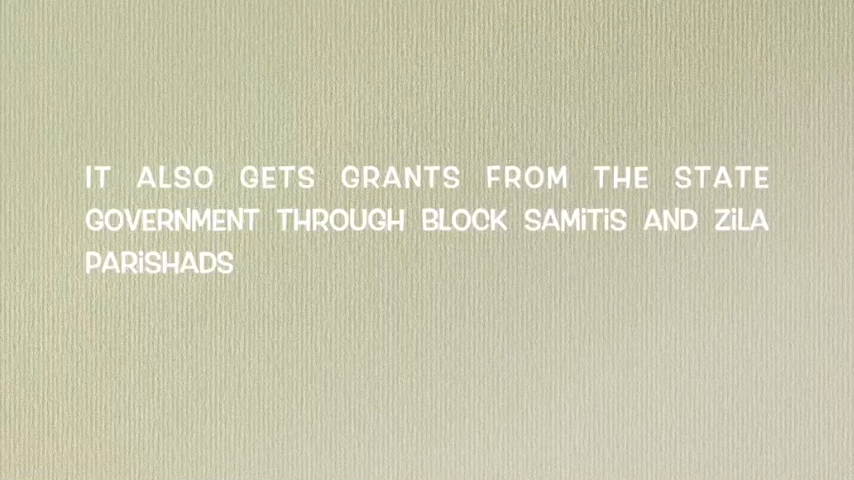 IT ALSO GETS GRANTS FROM THE STATE
GOVERNMENT THROUGH BLOCK SAMiTiS AND ZiLA
PARiSHADS